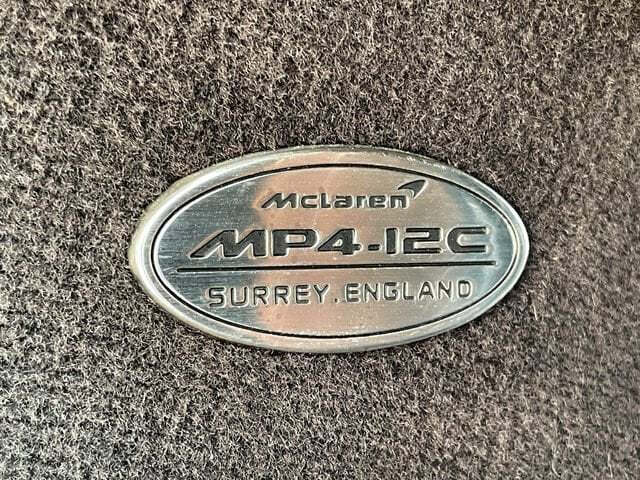 McLaren
MP4-12C
SURREY. ENGLAND